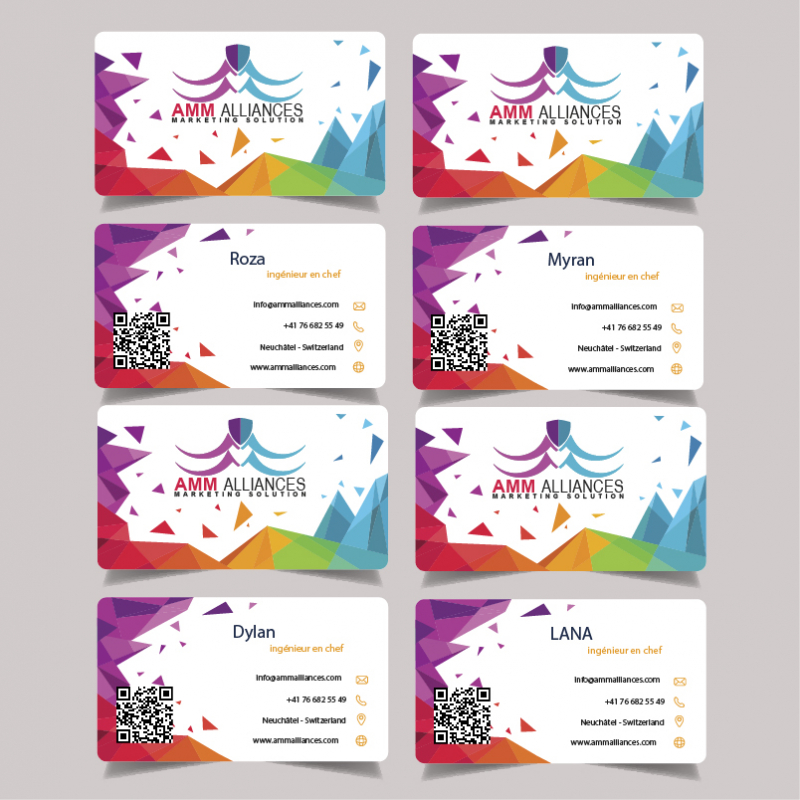 AMM ALLIANCES
MARKETING SOLUTION
AMM ALLIANCES
MARKETING SOLUTION
Roza
ingénieur en chef
info@ammalliances.com
+41 76 682 55 49
Neuchâtel - Switzerland
www.ammalliances.com
Myran
ingénieur en chef
info@ammalliances.com
+41 76 682 55 49
Neuchâtel - Switzerland
www.ammalliances.com
AMM ALLIANCES
MARKETING SOLUTION
AMM ALLIANCES
MARKETING SOLUTION
Dylan
ingénieur en chef
info@ammalliances.com
+41 76 682 55 49
Neuchâtel - Switzerland
www.ammalliances.com
LANA
ingénieur en chef
info@ammalliances.com
+41 76 682 55 49
Neuchâtel - Switzerland
www.ammalliances.com